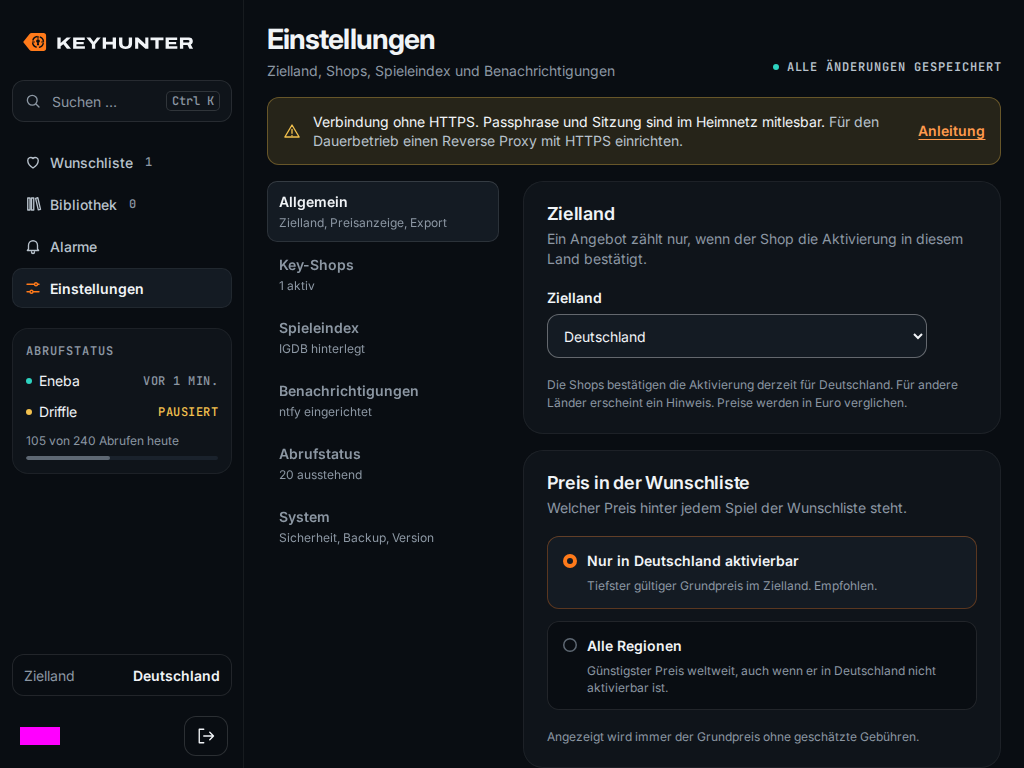 KEYHUNTER
Suchen ...
Ctrl K
Wunschliste 1
Bibliothek 0
Alarme
Einstellungen
ABRUFSTATUS
Eneba VOR 1 MIN.
Driffle PAUSIERT
105 von 240 Abrufen heute
Zielland Deutschland
Einstellungen
Zielland, Shops, Spieleindex und Benachrichtigungen
ALLE ÄNDERUNGEN GESPEICHERT
Verbindung ohne HTTPS. Passphrase und Sitzung sind im Heimnetz mitlesbar. Für den
Dauerbetrieb einen Reverse Proxy mit HTTPS einrichten.
Anleitung
Allgemein
Zielland, Preisanzeige, Export
Key-Shops
1 aktiv
Spieleindex
IGDB hinterlegt
Benachrichtigungen
ntfy eingerichtet
Abrufstatus
20 ausstehend
System
Sicherheit, Backup, Version
Zielland
Ein Angebot zählt nur, wenn der Shop die Aktivierung in diesem
Land bestätigt.
Zielland
Deutschland
Die Shops bestätigen die Aktivierung derzeit für Deutschland. Für andere
Länder erscheint ein Hinweis. Preise werden in Euro verglichen.
Preis in der Wunschliste
Welcher Preis hinter jedem Spiel der Wunschliste steht.
Nur in Deutschland aktivierbar
Tiefster gültiger Grundpreis im Zielland. Empfohlen.
Alle Regionen
Günstigster Preis weltweit, auch wenn er in Deutschland nicht
aktivierbar ist.
Angezeigt wird immer der Grundpreis ohne geschätzte Gebühren.